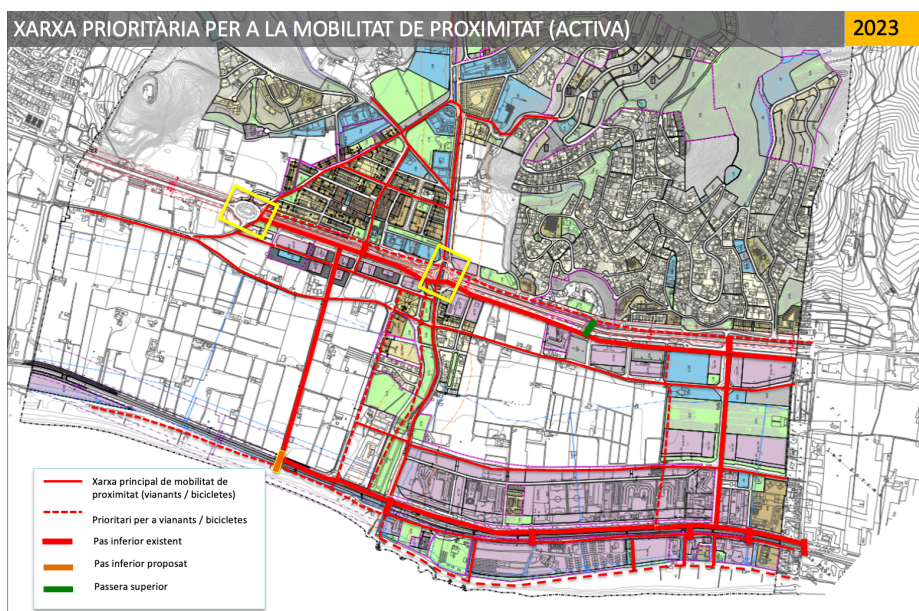 XARXA PRIORITÀRIA PER A LA MOBILITAT DE PROXIMITAT (ACTIVA)
2023
Xarxa principal de mobilitat de
proximitat (vianants / bicicletes)
Prioritari per a vianants / bicicletes
Pas inferior existent
Pas inferior proposat
Passera superior